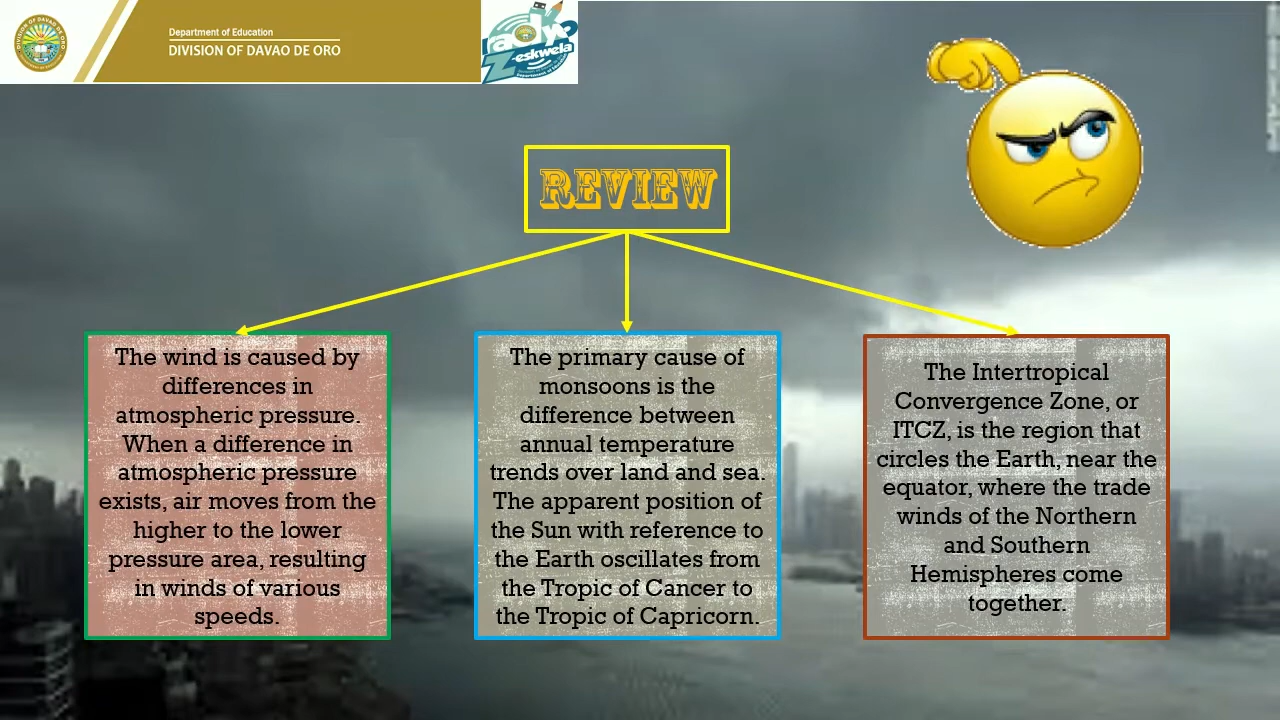 Department of Education
DIVISION OF DAVAO DE ORO
eskwela
REVIEW
The wind is caused by
differences in
atmospheric pressure.
When a difference in
atmospheric pressure
exists, air moves from the
higher to the lower
pressure area, resulting
in winds of various
speeds.
The primary cause of
monsoons is the
difference between
annual temperature
trends over land and sea.
The apparent position of
the Sun with reference to
the Earth oscillates from
the Tropic of Cancer to
the Tropic of Capricorn.
The Intertropical
Convergence Zone, or
ITCZ, is the region that
circles the Earth, near the
equator, where the trade
winds of the Northern
and Southern
Hemispheres come
together.